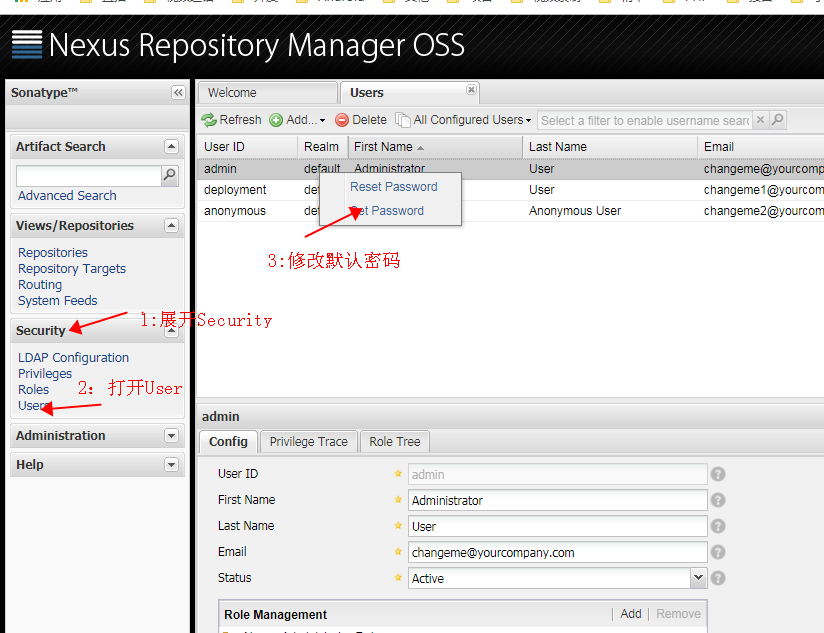 Nexus Repository Manager OSS
Sonatype™
Welcome
Users
Refresh
Add...
Delete
All Configured Users
Select a filter to enable username sear
Artifact Search
Advanced Search
Views/Repositories
Repositories
Repository Targets
Routing
System Feeds
Security
1:展开Security
LDAP Configuration
Privileges
Roles
Users
2: 打开User
Administration
Help
User ID Realm First Name Last Name Email
admin default Administrator User changeme@yourcomp
deployment User changeme1@yourcom
anonymous Anonymous User changeme2@yourcom
Reset Password
Set Password
3:修改默认密码
admin
Config
Privilege Trace
Role Tree
User ID admin
First Name Administrator
Last Name User
Email changeme@yourcompany.com
Status Active
Role Management
Add
Remove